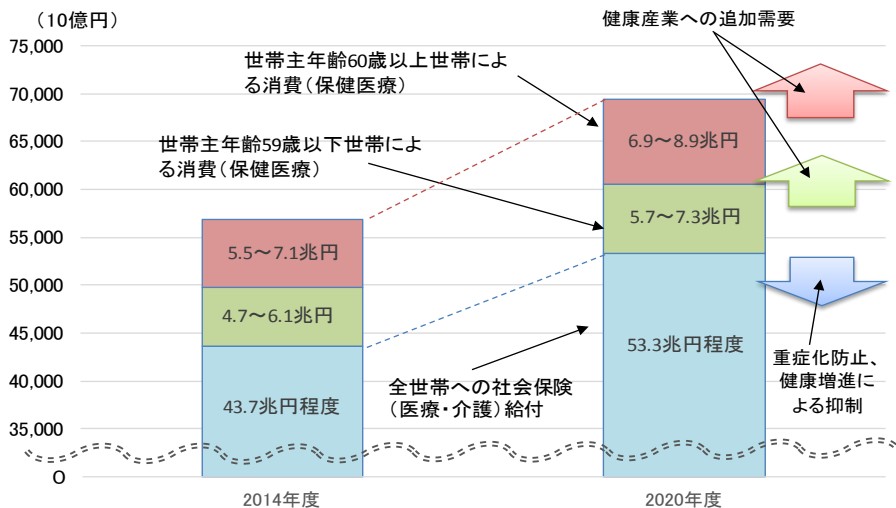 （10億円）
75,000
70,000
65,000
60,000
55,000
50,000
45,000
40,000
35,000
0
健康産業への追加需要
世帯主年齢60歳以上世帯によ
る消費（保健医療）
世帯主年齢59歳以下世帯によ
る消費（保健医療）
5.5～7.1兆円
4.7～6.1兆円
43.7兆円程度
6.9～8.9兆円
5.7～7.3兆円
53.3兆円程度
全世帯への社会保険
（医療・介護）給付
重症化防止、
健康増進に
よる抑制
2014年度
2020年度